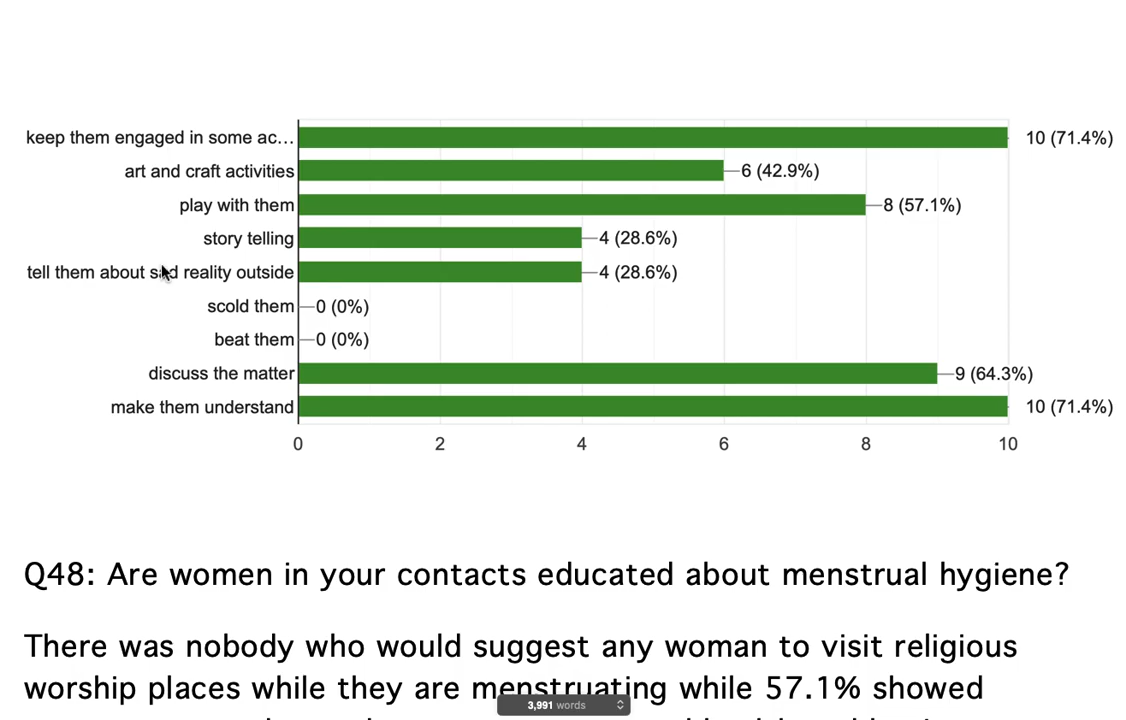 keep them engaged in some ac... 10 (71.4%)
art and craft activities 6 (42.9%)
play with them 8 (57.1%)
story telling 4 (28.6%)
tell them about sad reality outside 4 (28.6%)
scold them 0 (0%)
beat them 0 (0%)
discuss the matter 9 (64.3%)
make them understand 10 (71.4%)
0 2 4 6 8 10
Q48: Are women in your contacts educated about menstrual hygiene?
There was nobody who would suggest any woman to visit religious
worship places while they are menstruating while 57.1% showed
3,991 words